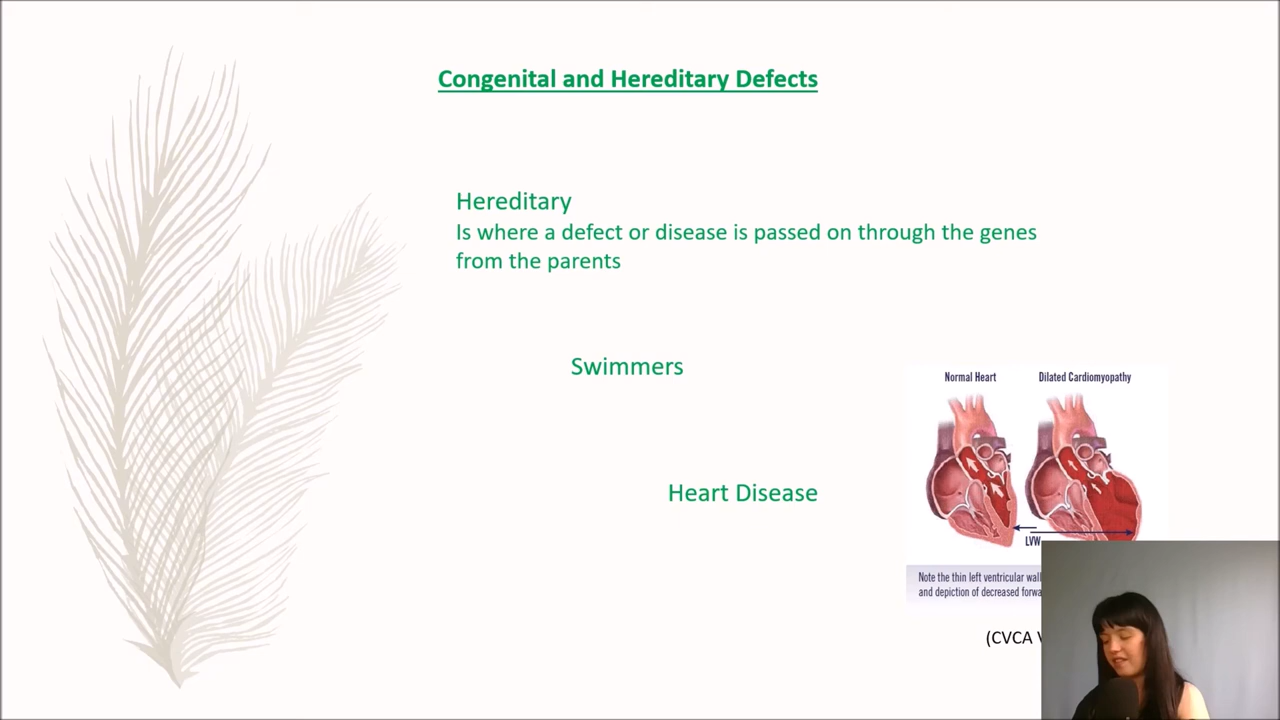 Congenital and Hereditary Defects
Hereditary
Is where a defect or disease is passed on through the genes
from the parents
Swimmers
Normal Heart
Dilated Cardiomyopathy
Heart Disease
LVW
Note the thin left ventricular wall
and depiction of decreased
(CVCA